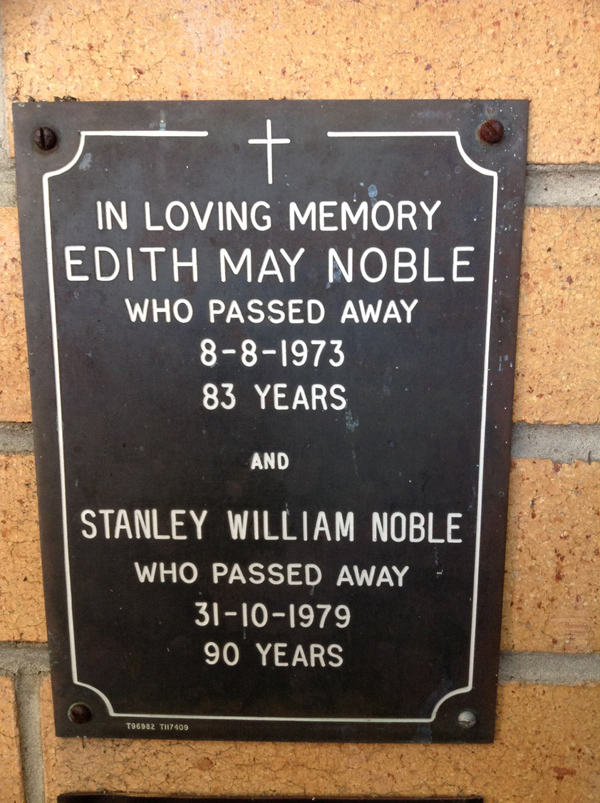 IN LOVING MEMORY
EDITH MAY NOBLE
WHO PASSED AWAY
8-8-1973
83 YEARS
AND
STANLEY WILLIAM NOBLE
WHO PASSED AWAY
31-10-1979
90 YEARS
T96982 T117409